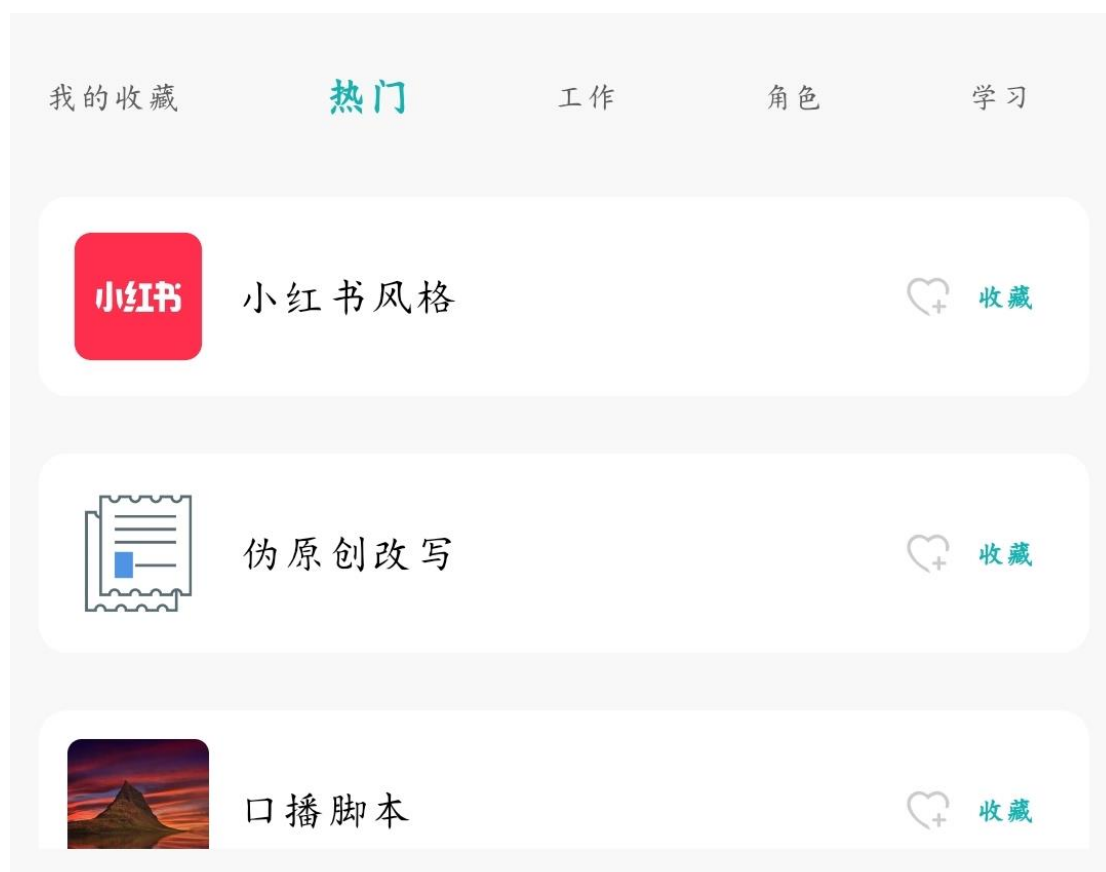 我的收藏 热门 工作 角色 学习
小红书 小红书风格 收藏
伪原创改写 收藏
口播脚本 收藏